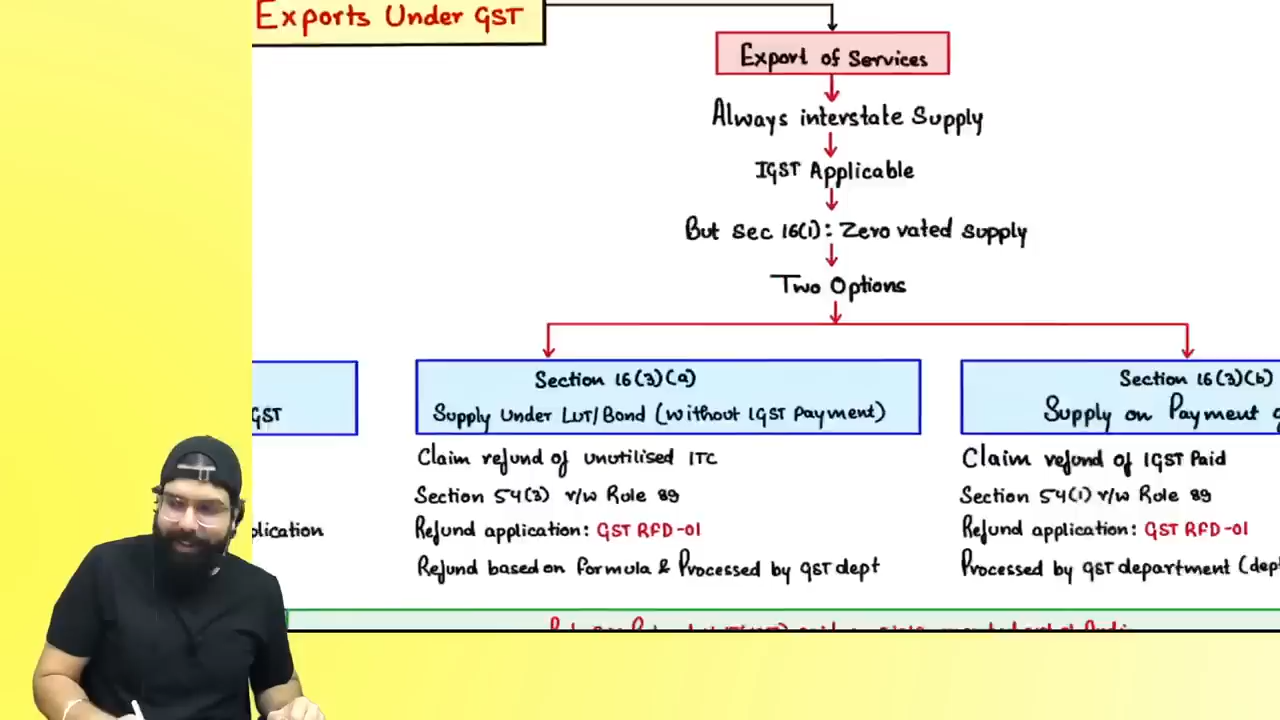 Exports Under GST
Export of Services
Always interstate Supply
IGST Applicable
But Sec 16(1): Zero rated supply
Two Options
GST
plication
Section 16(3)(a)
Supply Under LUT/Bond (without IGST Payment)
Claim refund of unutilised ITC
Section 54(3) r/w Rule 89
Refund application: GST RFD-01
Refund based on formula & Processed by GST dept
Section 16(3)(b)
Supply on Payment o
Claim refund of IGST Paid
Section 54(1) r/w Rule 89
Refund application: GST RFD-01
Processed by GST department (dep